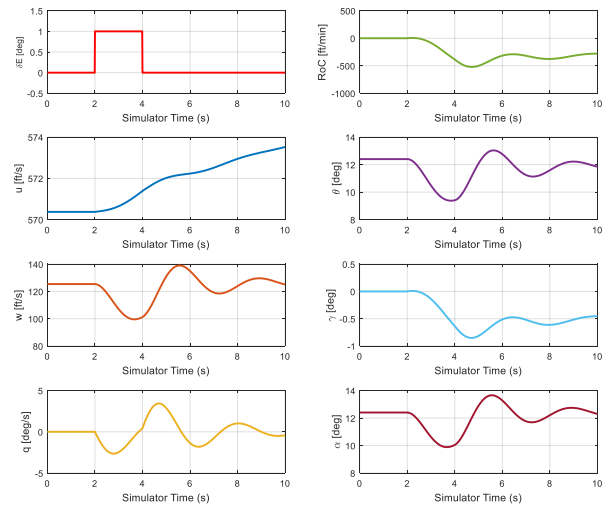 δE [deg]
1.5
1
0.5
0
-0.5
0 2 4 6 8 10
Simulator Time (s)
RoC [ft/min]
500
0
-500
-1000
0 2 4 6 8 10
Simulator Time (s)
u [ft/s]
574
572
570
0 2 4 6 8 10
Simulator Time (s)
θ [deg]
14
12
10
8
0 2 4 6 8 10
Simulator Time (s)
w [ft/s]
140
120
100
80
0 2 4 6 8 10
Simulator Time (s)
γ [deg]
0.5
0
-0.5
-1
0 2 4 6 8 10
Simulator Time (s)
q [deg/s]
5
0
-5
0 2 4 6 8 10
Simulator Time (s)
α [deg]
14
12
10
8
0 2 4 6 8 10
Simulator Time (s)